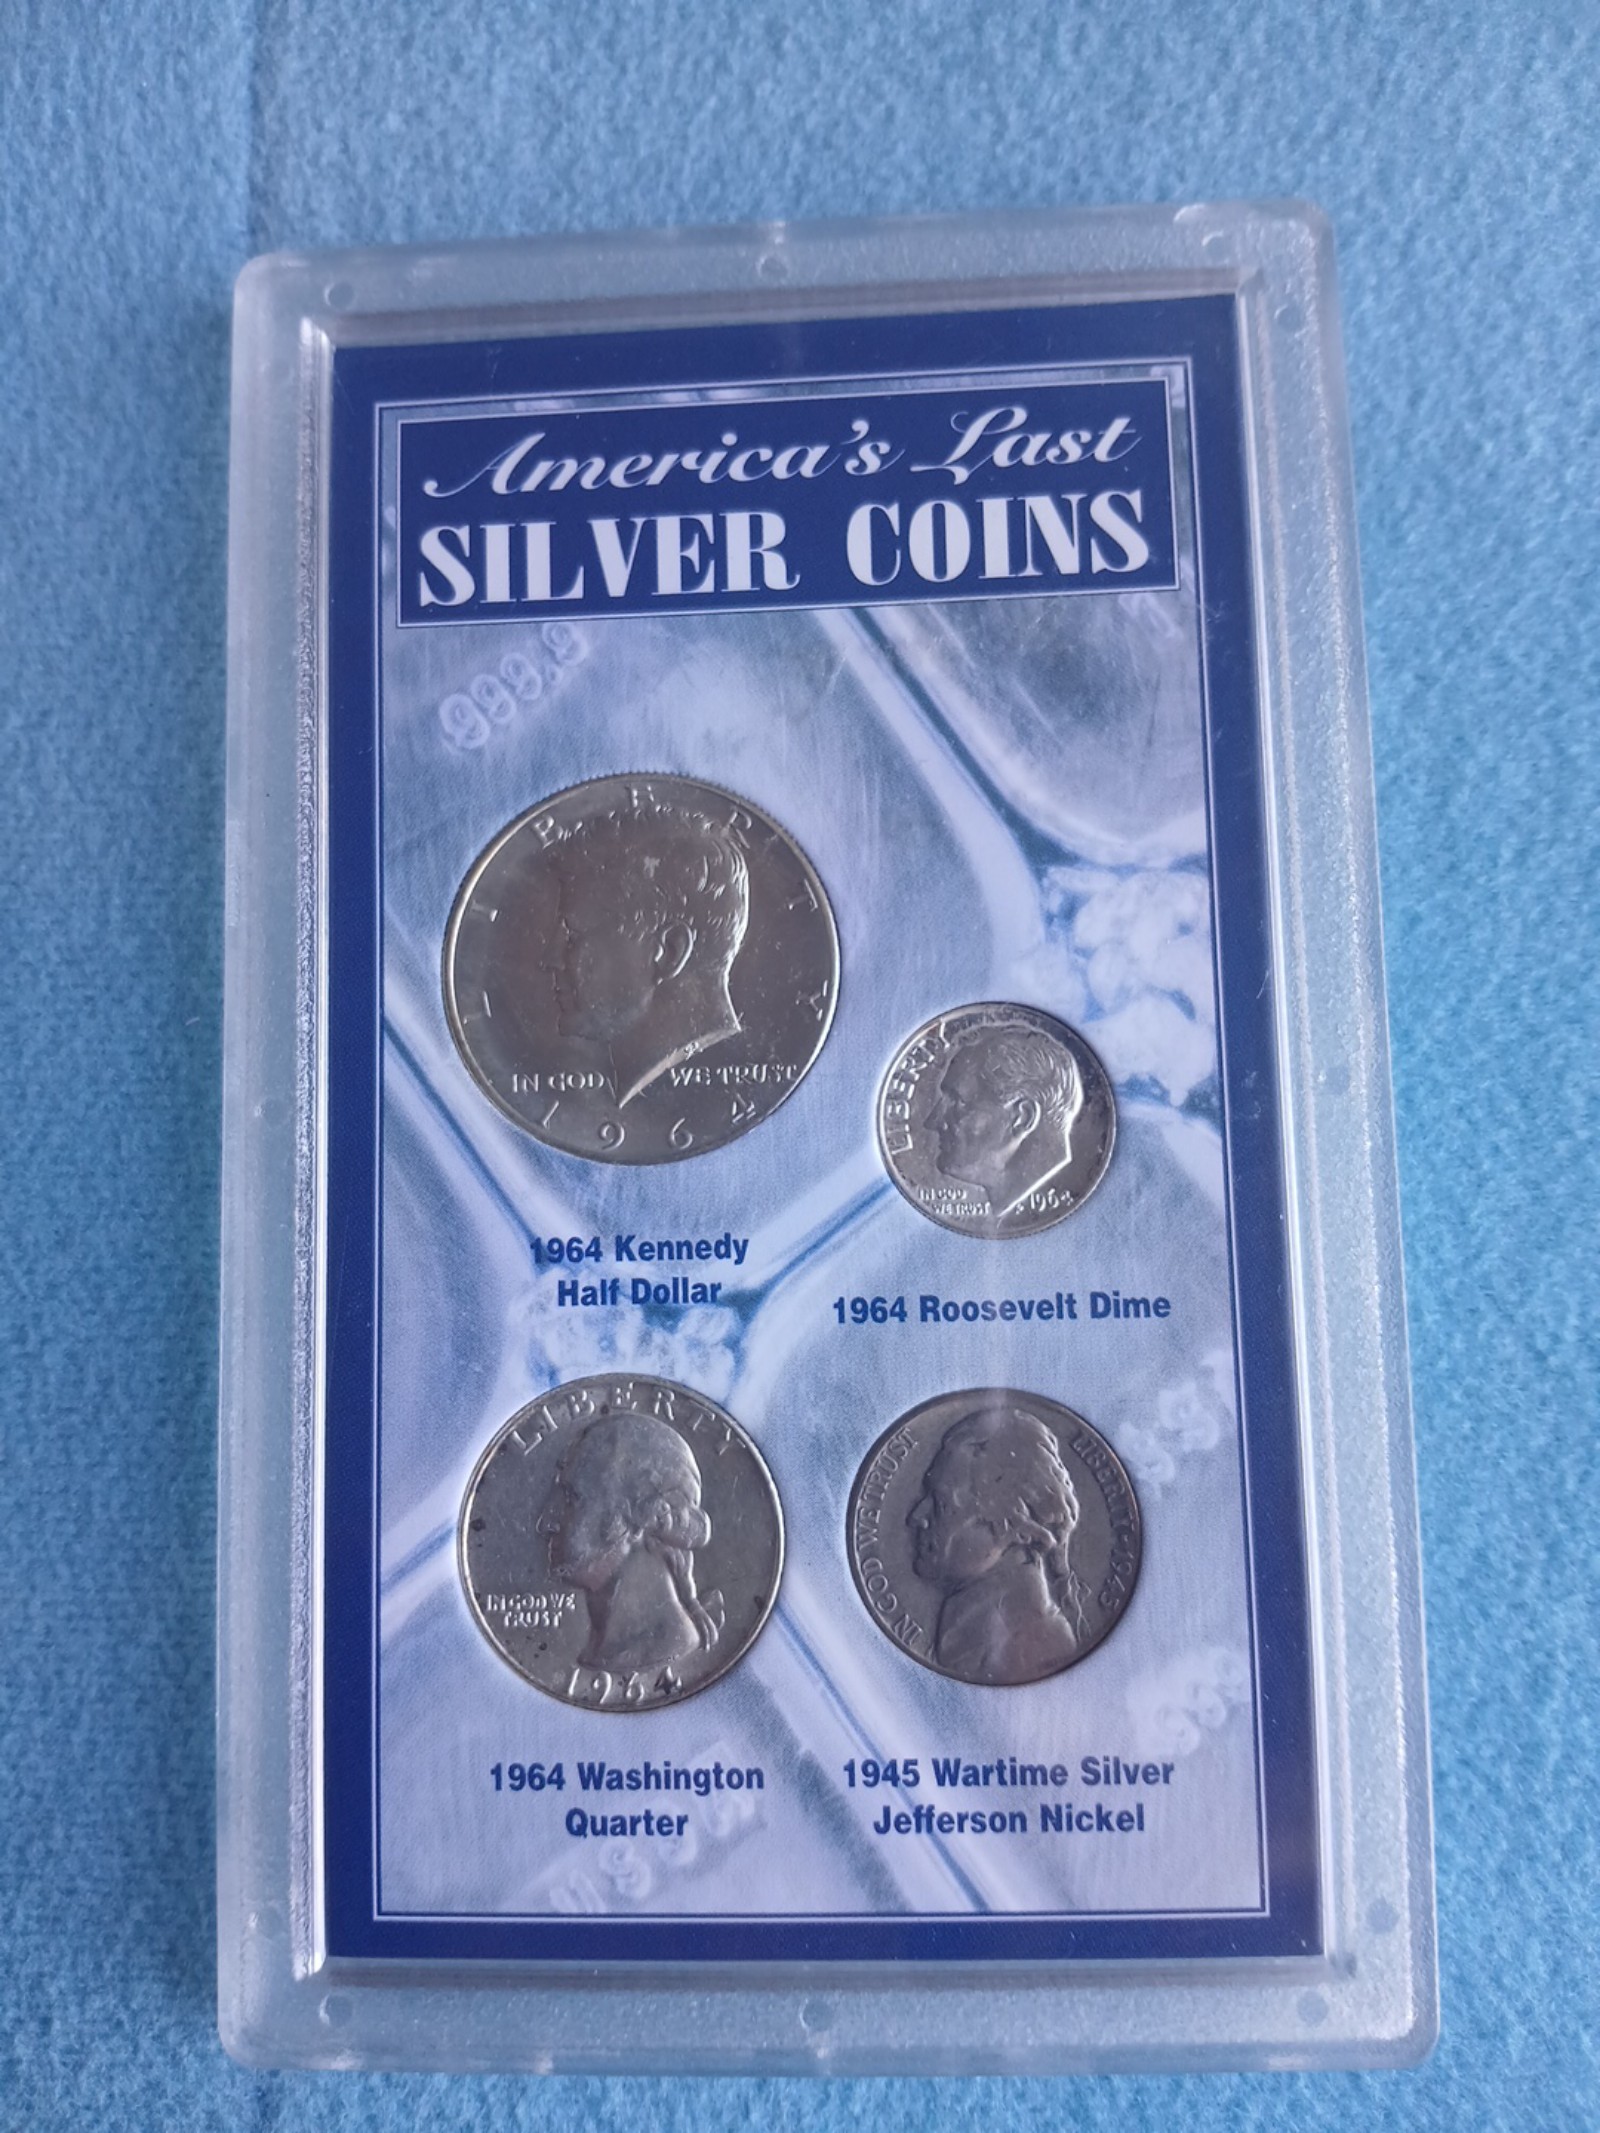 America's Last
SILVER COINS
999.9
LIBERTY
IN GOD WE TRUST
1964
LIBERTY
IN GOD
WE TRUST
1964
1964 Kennedy
Half Dollar
1964 Roosevelt Dime
LIBERTY
IN GOD WE
TRUST
1964
IN GOD WE TRUST
LIBERTY 1945
1964 Washington
Quarter
1945 Wartime Silver
Jefferson Nickel